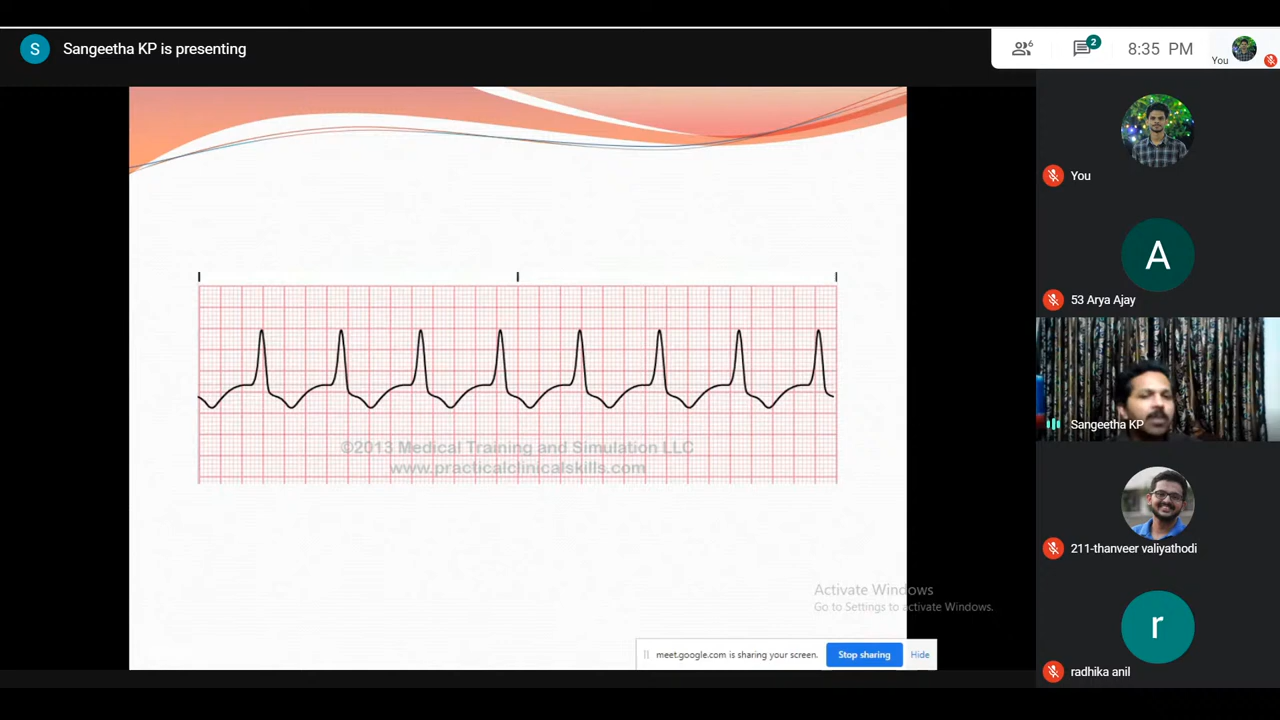 S
Sangeetha KP is presenting
6
2
8:35 PM
You
You
A
53 Arya Ajay
©2013 Medical Training and Simulation LLC
www.practicalclinicalskills.com
Sangeetha KP
211-thanveer valiyathodi
Activate Windows
Go to Settings to activate Windows.
meet.google.com is sharing your screen.
Stop sharing
Hide
r
radhika anil